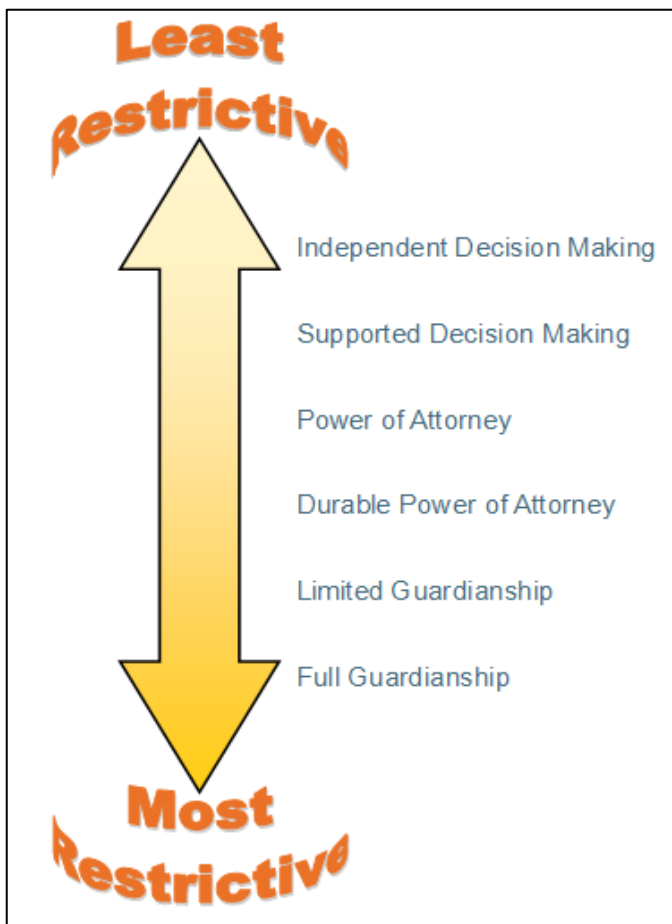 Least
Restrictive
Independent Decision Making
Supported Decision Making
Power of Attorney
Durable Power of Attorney
Limited Guardianship
Full Guardianship
Most
Restrictive